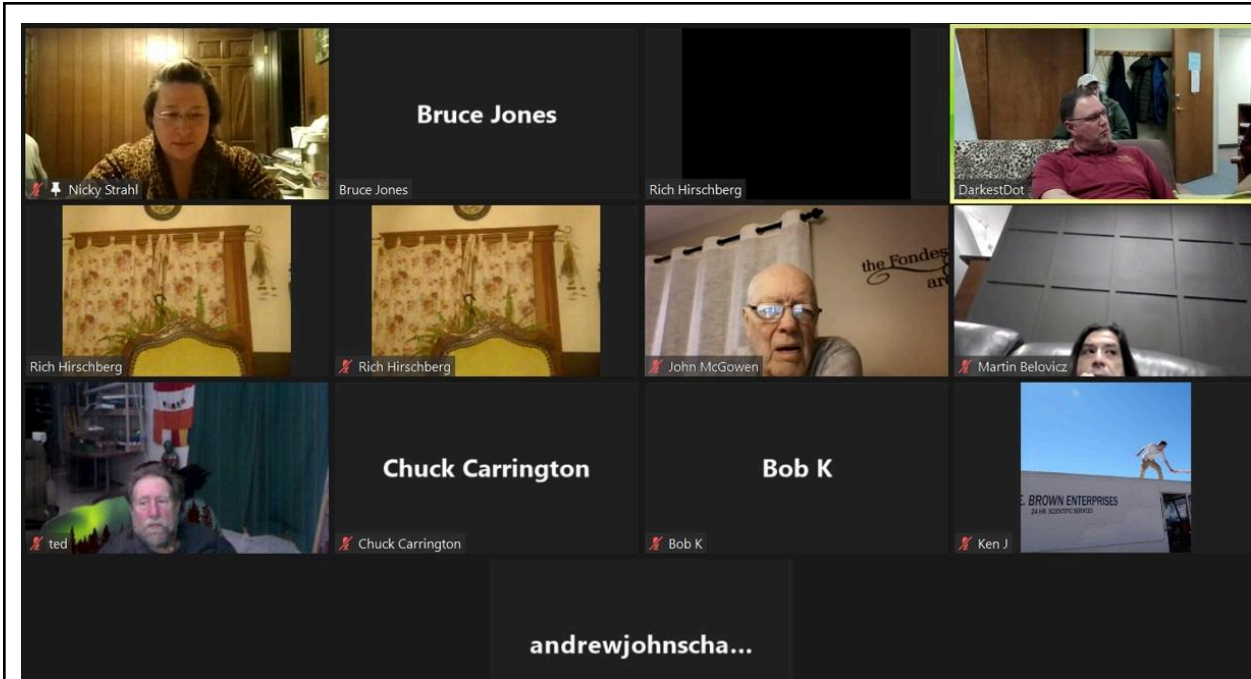 Nicky Strahl
Bruce Jones
Bruce Jones
Rich Hirschberg
DarkestDot
Rich Hirschberg
Rich Hirschberg
the Fondes
are
John McGowen
Martin Belovicz
ted
Chuck Carrington
Chuck Carrington
Bob K
Bob K
E. BROWN ENTERPRISES
24 HR. SCIENTIFIC SERVICES
Ken J
andrewjohnscha...